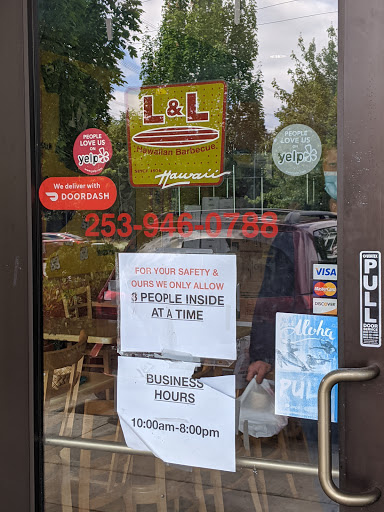 L&L
Hawaiian Barbecue
Hawaii
PEOPLE
LOVE US
ON
yelp
PEOPLE
LOVE US
yelp
We deliver with
DOORDASH
253-946-0788
FOR YOUR SAFETY &
OURS WE ONLY ALLOW
3 PEOPLE INSIDE
AT A TIME
BUSINESS
HOURS
10:00am-8:00pm
VISA
MasterCard
DISCOVER
Aloha
PULL
PULL